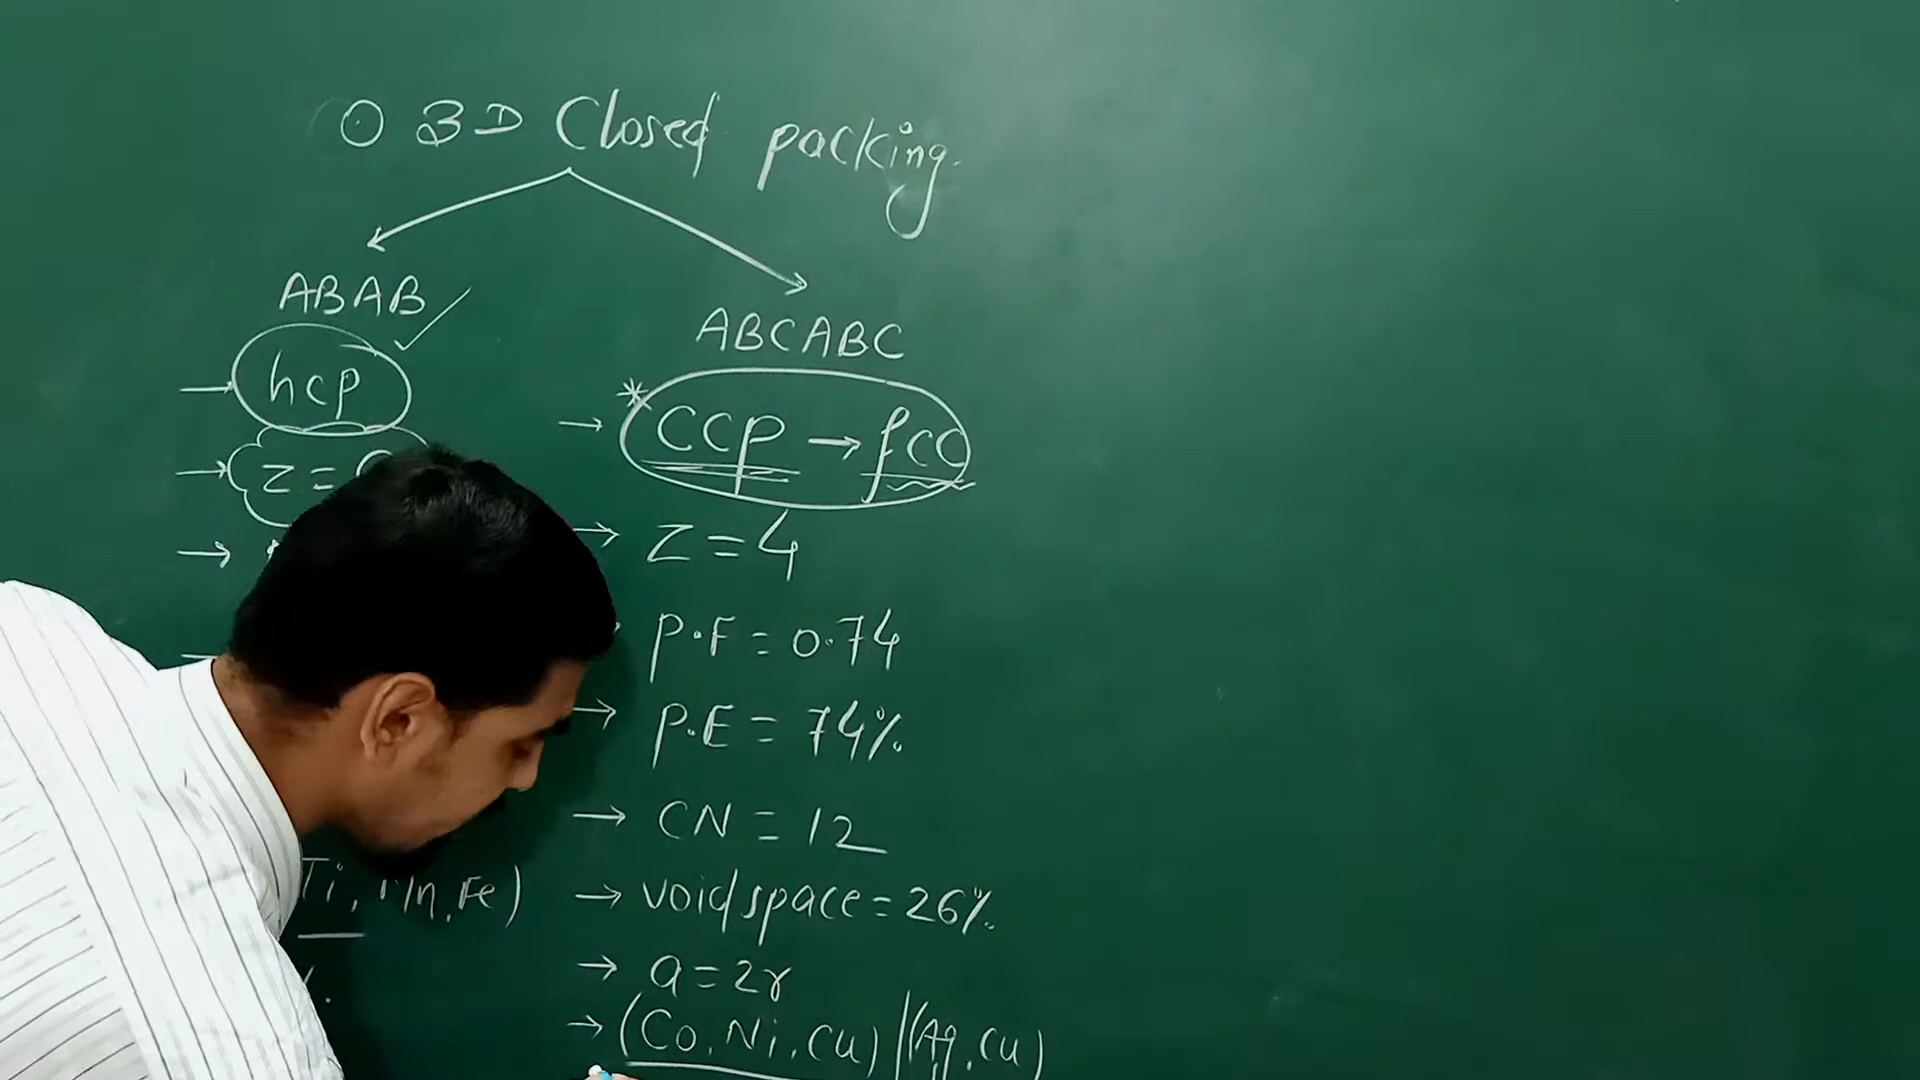 3D Closed packing.
ABAB
→ hcp
→ Z =
→
Ti, Mn, Fe)
ABCABC
* → CCP → fcc
→ Z = 4
P.F = 0.74
→ P.E = 74%.
→ CN = 12
→ void space = 26%.
→ a = 2r
→ (Co, Ni, Cu) | (Ag, Cu)